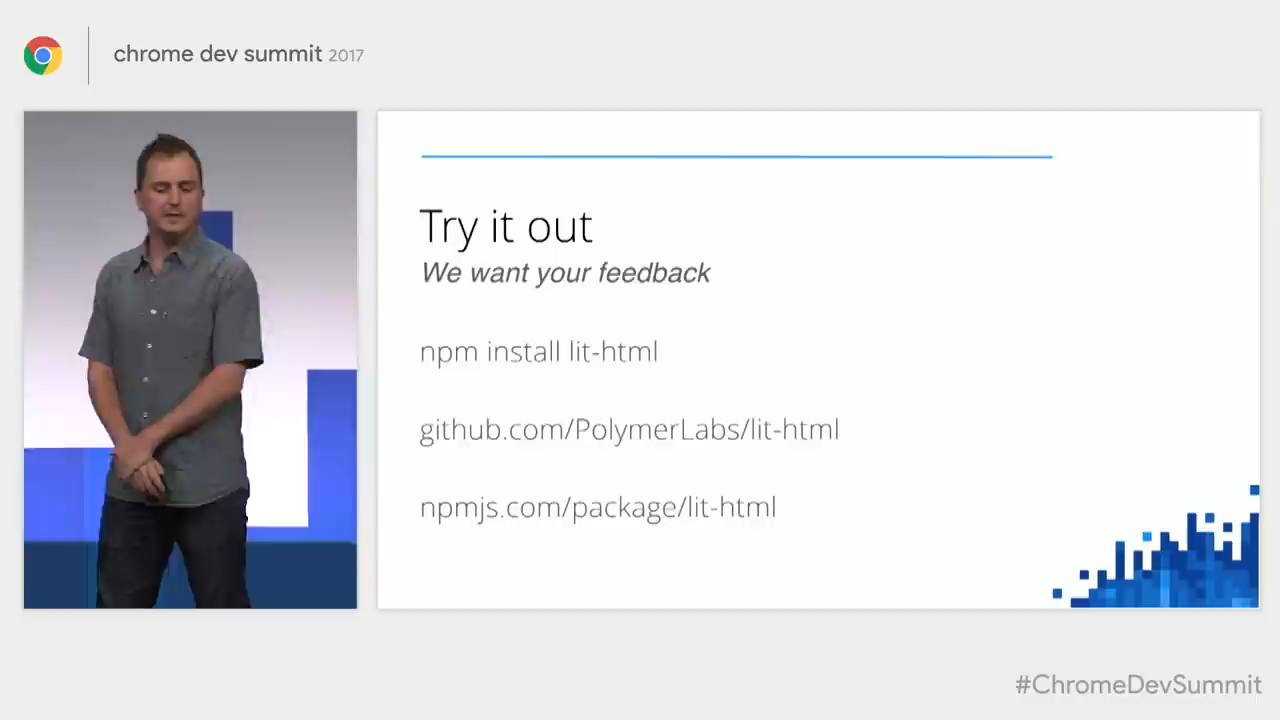 chrome dev summit 2017
Try it out
We want your feedback
npm install lit-html
github.com/PolymerLabs/lit-html
npmjs.com/package/lit-html
#ChromeDevSummit